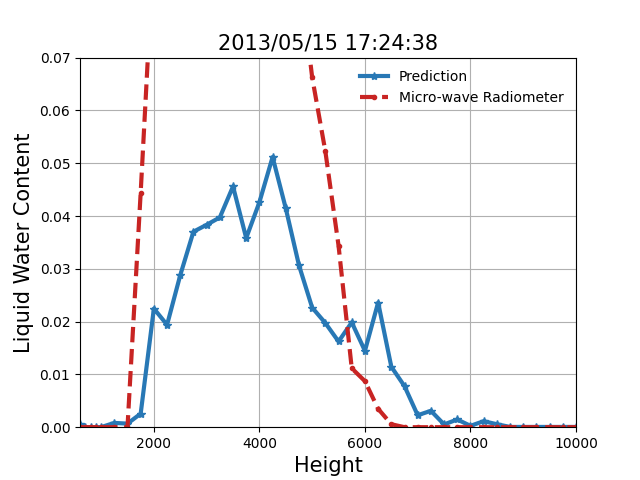 2013/05/15 17:24:38
0.07
0.06
0.05
0.04
0.03
0.02
0.01
0.00
Liquid Water Content
Prediction
Micro-wave Radiometer
2000 4000 6000 8000 10000
Height